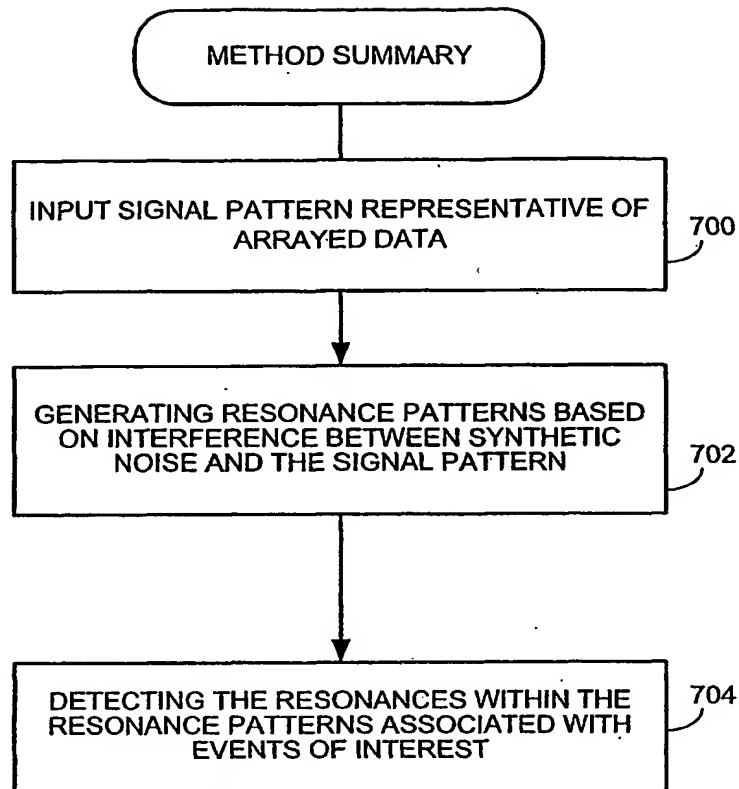 METHOD SUMMARY
INPUT SIGNAL PATTERN REPRESENTATIVE OF
ARRAYED DATA
700
GENERATING RESONANCE PATTERNS BASED
ON INTERFERENCE BETWEEN SYNTHETIC
NOISE AND THE SIGNAL PATTERN
702
DETECTING THE RESONANCES WITHIN THE
RESONANCE PATTERNS ASSOCIATED WITH
EVENTS OF INTEREST
704